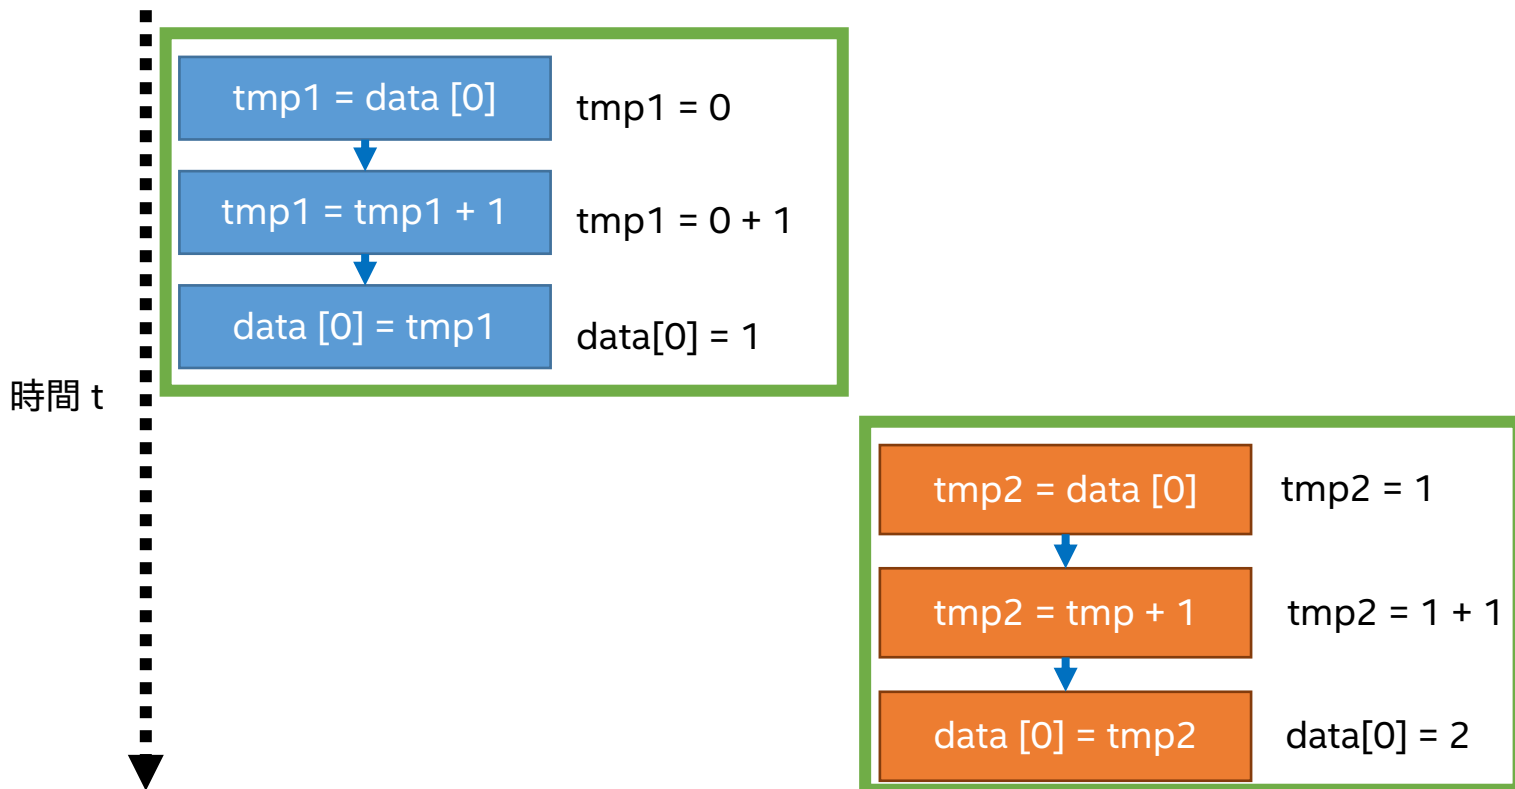 tmp1 = data [0]
tmp1 = 0
tmp1 = tmp1 + 1
tmp1 = 0 + 1
data [0] = tmp1
data[0] = 1
時間 t
tmp2 = data [0]
tmp2 = 1
tmp2 = tmp + 1
tmp2 = 1 + 1
data [0] = tmp2
data[0] = 2